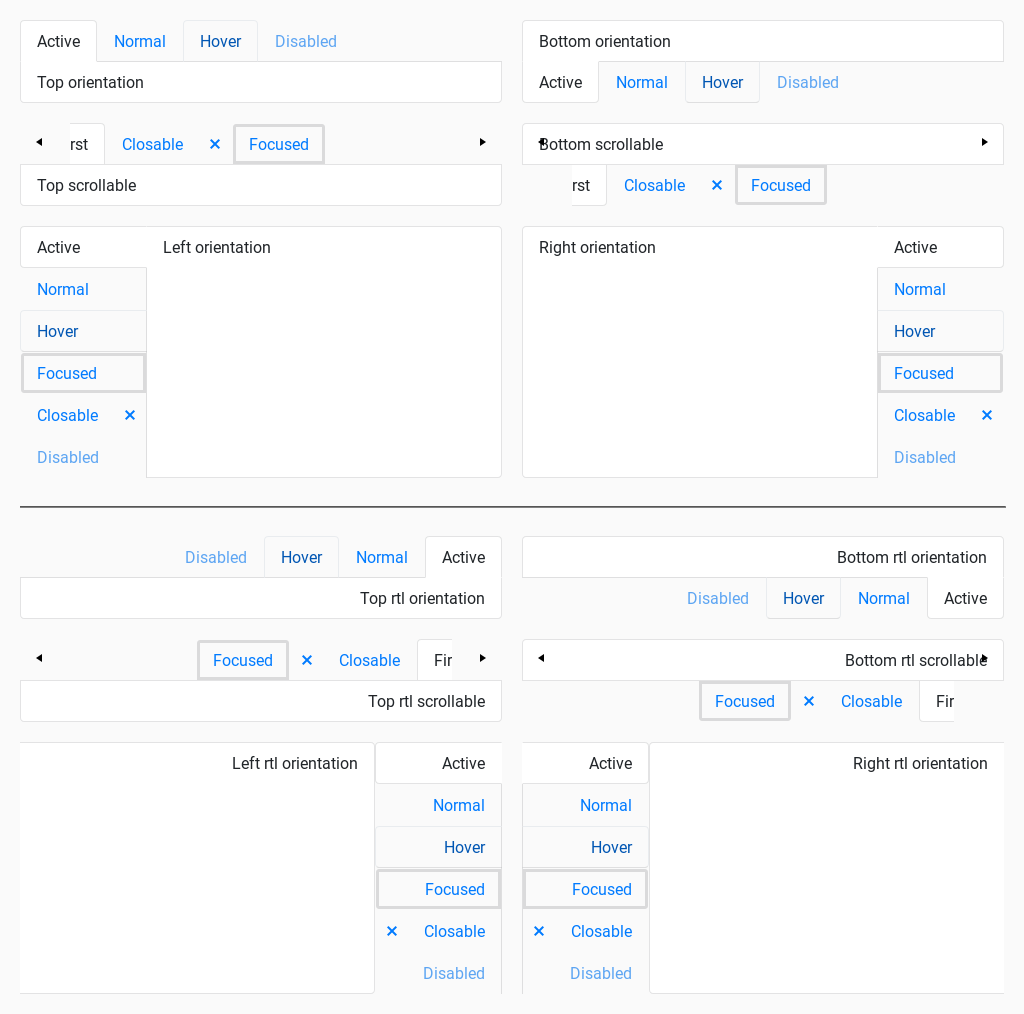 Active Normal Hover Disabled
Top orientation
Bottom orientation
Active Normal Hover Disabled
rst Closable Focused
Top scrollable
Bottom scrollable
rst Closable Focused
Active
Normal
Hover
Focused
Closable
Disabled
Left orientation
Right orientation
Active
Normal
Hover
Focused
Closable
Disabled
Disabled Hover Normal Active
Top rtl orientation
Bottom rtl orientation
Disabled Hover Normal Active
Focused Closable Fir
Top rtl scrollable
Bottom rtl scrollable
Focused Closable Fir
Left rtl orientation
Active
Normal
Hover
Focused
Closable
Disabled
Active
Normal
Hover
Focused
Closable
Disabled
Right rtl orientation